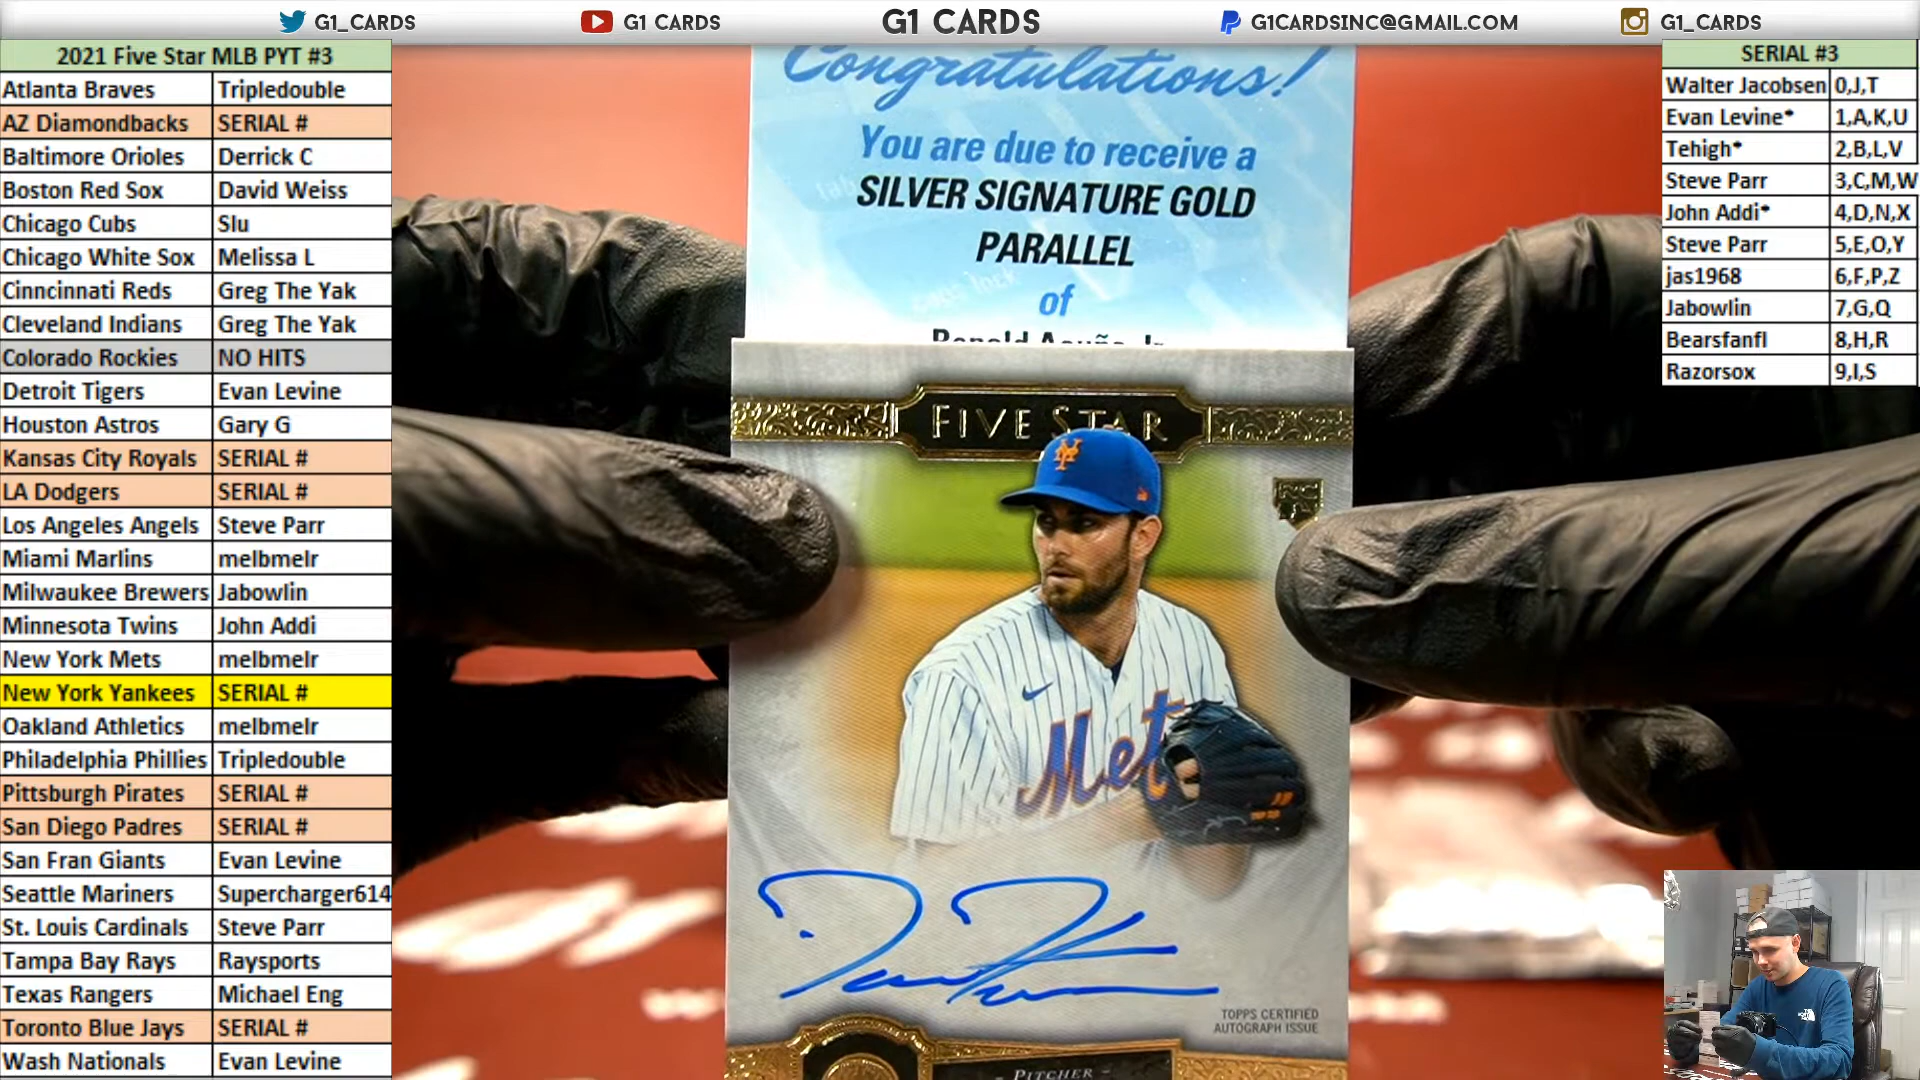 G1_CARDS
G1 CARDS
G1 CARDS
G1CARDSINC@GMAIL.COM
G1_CARDS
2021 Five Star MLB PYT #3
Atlanta Braves Tripledouble
AZ Diamondbacks SERIAL #
Baltimore Orioles Derrick C
Boston Red Sox David Weiss
Chicago Cubs Slu
Chicago White Sox Melissa L
Cinncinnati Reds Greg The Yak
Cleveland Indians Greg The Yak
Colorado Rockies NO HITS
Detroit Tigers Evan Levine
Houston Astros Gary G
Kansas City Royals SERIAL #
LA Dodgers SERIAL #
Los Angeles Angels Steve Parr
Miami Marlins melbmelr
Milwaukee Brewers Jabowlin
Minnesota Twins John Addi
New York Mets melbmelr
New York Yankees SERIAL #
Oakland Athletics melbmelr
Philadelphia Phillies Tripledouble
Pittsburgh Pirates SERIAL #
San Diego Padres SERIAL #
San Fran Giants Evan Levine
Seattle Mariners Supercharger614
St. Louis Cardinals Steve Parr
Tampa Bay Rays Raysports
Texas Rangers Michael Eng
Toronto Blue Jays SERIAL #
Wash Nationals Evan Levine
Congratulations!
You are due to receive a
SILVER SIGNATURE GOLD
PARALLEL
of
Ronald Acuña Jr.
FIVE STAR
RC
NY
Mets
TOPPS CERTIFIED
AUTOGRAPH ISSUE
- PITCHER -
SERIAL #3
Walter Jacobsen 0,J,T
Evan Levine* 1,A,K,U
Tehigh* 2,B,L,V
Steve Parr 3,C,M,W
John Addi* 4,D,N,X
Steve Parr 5,E,O,Y
jas1968 6,F,P,Z
Jabowlin 7,G,Q
Bearsfanfl 8,H,R
Razorsox 9,I,S